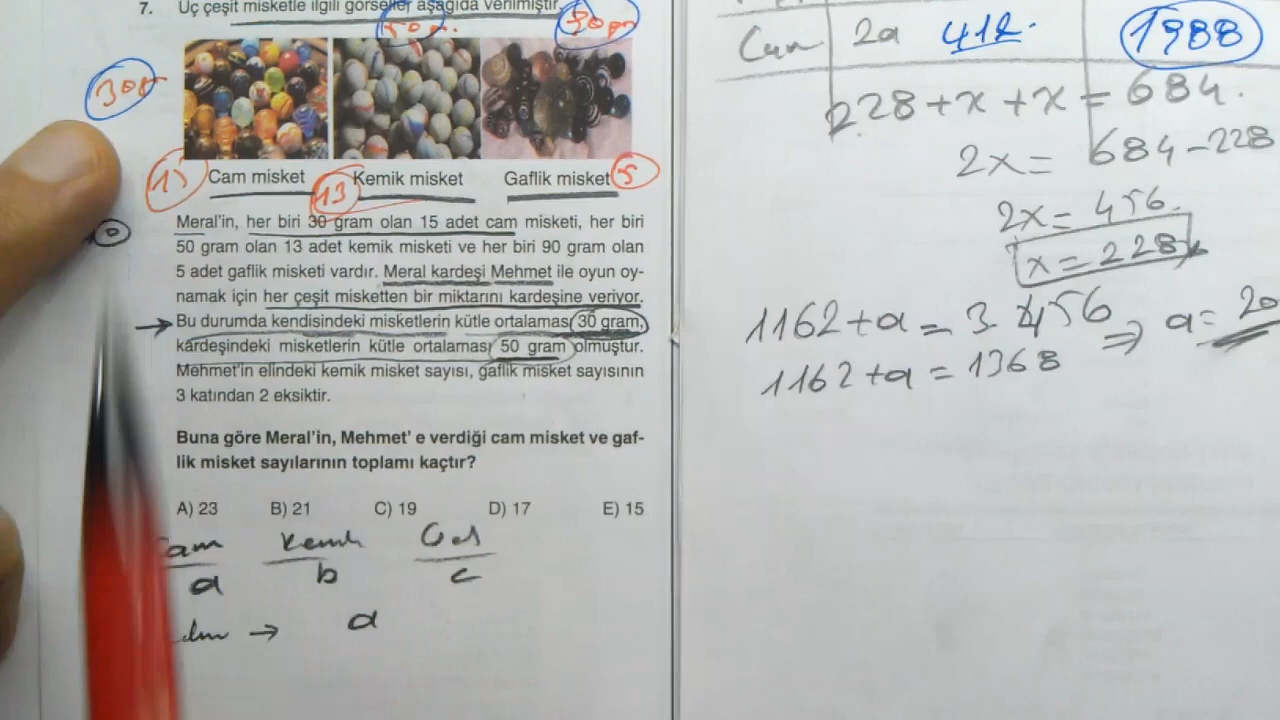 7. Üç çeşit misketle ilgili görseller aşağıda verilmiştir.
50gr.
90gr
30gr
15 Cam misket
13 Kemik misket
Gaflik misket 5
Meral'in, her biri 30 gram olan 15 adet cam misketi, her biri
50 gram olan 13 adet kemik misketi ve her biri 90 gram olan
5 adet gaflik misketi vardır. Meral kardeşi Mehmet ile oyun oy-
namak için her çeşit misketten bir miktarını kardeşine veriyor.
Bu durumda kendisindeki misketlerin kütle ortalaması 30 gram,
kardeşindeki misketlerin kütle ortalaması 50 gram olmuştur.
Mehmet'in elindeki kemik misket sayısı, gaflik misket sayısının
3 katından 2 eksiktir.
Buna göre Meral'in, Mehmet' e verdiği cam misket ve gaf-
lik misket sayılarının toplamı kaçtır?
A) 23 B) 21 C) 19 D) 17 E) 15
am Kemik
a b c
→ a
Cam 2a 412. 1988
228+x+x=684.
2x= 684-228
2x=456.
x=228
1162+a=3 456 ⇒ a=20
1162+a=1368